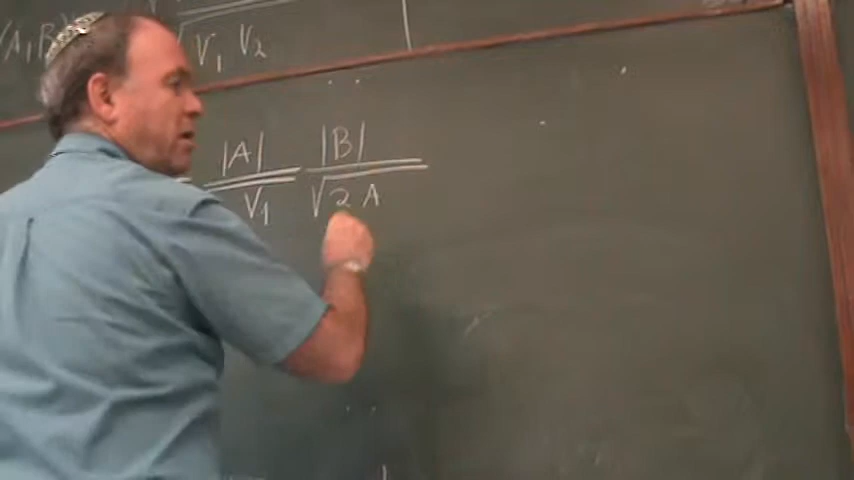 A, B
V₁ V₂
|A| |B|
V₁ √2 A